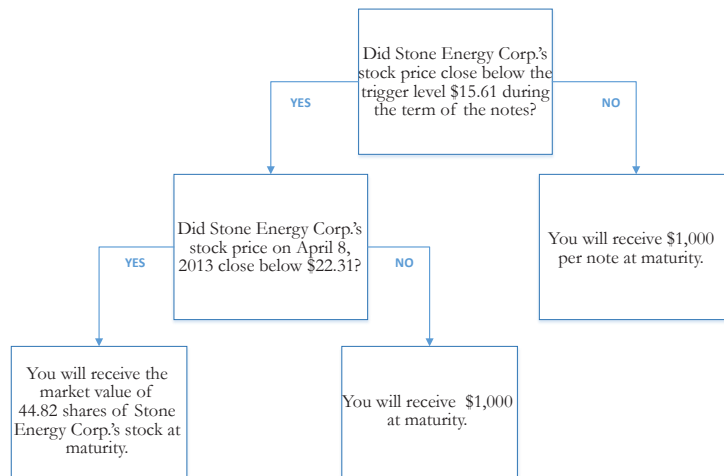 Did Stone Energy Corp.'s
stock price close below the
trigger level $15.61 during
the term of the notes?
YES
NO
Did Stone Energy Corp.'s
stock price on April 8,
2013 close below $22.31?
You will receive $1,000
per note at maturity.
YES
NO
You will receive the
market value of
44.82 shares of Stone
Energy Corp.'s stock at
maturity.
You will receive $1,000
at maturity.